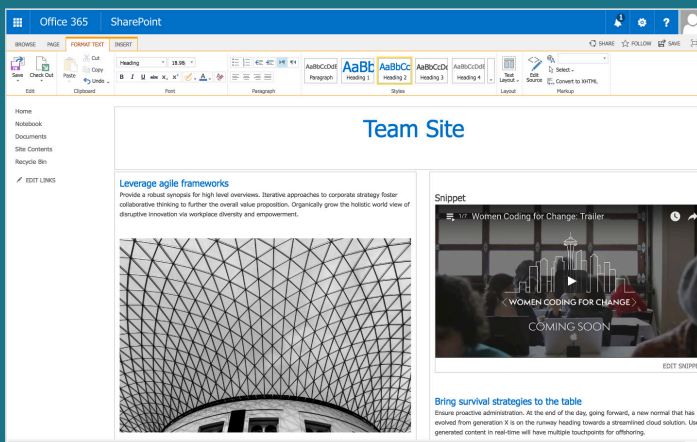 Office 365 SharePoint
1
?
BROWSE PAGE FORMAT TEXT INSERT
SHARE FOLLOW SAVE
Save Check Out Paste
Cut
Copy
Undo
Heading 18.98
B I U abc x, x'
A
AaBbCcDdE AaBb AaBbCc AaBbCcDc AaBbCcDdE
Paragraph Heading 1 Heading 2 Heading 3 Heading 4
Text Layout
Edit Source
Select
Convert to XHTML
Edit Clipboard Font Paragraph Styles Layout Markup
Home
Notebook
Documents
Site Contents
Recycle Bin
EDIT LINKS
Team Site
Leverage agile frameworks
Provide a robust synopsis for high level overviews. Iterative approaches to corporate strategy foster
collaborative thinking to further the overall value proposition. Organically grow the holistic world view of
disruptive innovation via workplace diversity and empowerment.
Snippet
1/7 Women Coding for Change: Trailer
< WOMEN CODING FOR CHANGE >
COMING SOON
EDIT SNIPPE
Bring survival strategies to the table
Ensure proactive administration. At the end of the day, going forward, a new normal that has
evolved from generation X is on the runway heading towards a streamlined cloud solution. Use
generated content in real-time will have multiple touchpoints for offshoring.